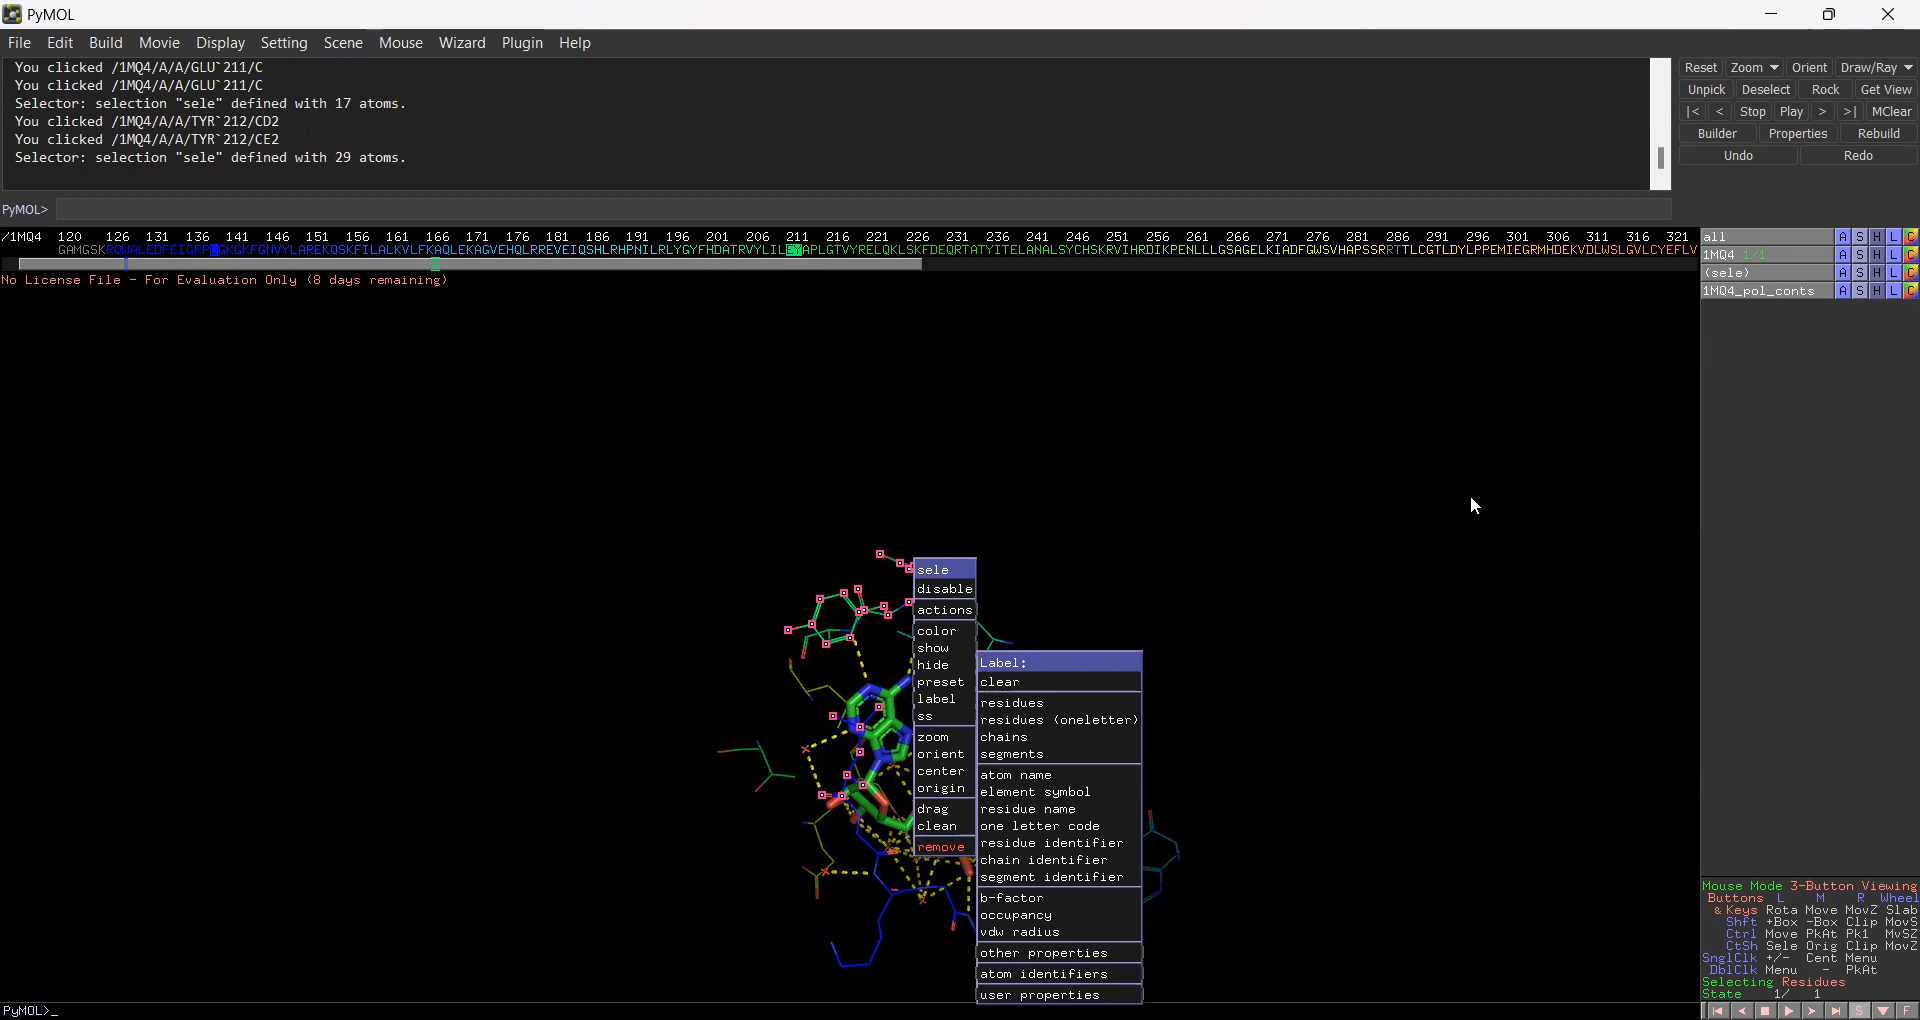 PyMOL
File Edit Build Movie Display Setting Scene Mouse Wizard Plugin Help
You clicked /1MQ4/A/A/GLU`211/C
You clicked /1MQ4/A/A/GLU`211/C
Selector: selection "sele" defined with 17 atoms.
You clicked /1MQ4/A/A/TYR`212/CD2
You clicked /1MQ4/A/A/TYR`212/CE2
Selector: selection "sele" defined with 29 atoms.
Reset Zoom Orient Draw/Ray
Unpick Deselect Rock Get View
|< < Stop Play > >| MClear
Builder Properties Rebuild
Undo Redo
PyMOL>
/1MQ4 120 126 131 136 141 146 151 156 161 166 171 176 181 186 191 196 201 206 211 216 221 226 231 236 241 246 251 256 261 266 271 276 281 286 291 296 301 306 311 316 321
GAMGSKRQWALEDFEIGRPLGKGKFGNVYLAREKQSKFILALKVLFKAQLEKAGVEHQLRREVEIQSHLRHPNILRLYGYFHDATRVYLILEYAPLGTVYRELQKLSKFDEQRTATYITELANALSYCHSKRVIHRDIKPENLLLGSAGELKIADFGWSVHAPSSRRTTLCGTLDYLPPEMIEGRMHDEKVDLWSLGVLCYEFLV
No License File - For Evaluation Only (8 days remaining)
all A S H L C
1MQ4 1/1 A S H L C
(sele) A S H L C
1MQ4_pol_conts A S H L C
sele
disable
actions
color
show
hide
preset
label
ss
zoom
orient
center
origin
drag
clean
remove
Label:
clear
residues
residues (oneletter)
chains
segments
atom name
element symbol
residue name
one letter code
residue identifier
chain identifier
segment identifier
b-factor
occupancy
vdw radius
other properties
atom identifiers
user properties
Mouse Mode 3-Button Viewing
Buttons L M R Wheel
& Keys Rota Move MovZ Slab
Shft +Box -Box Clip MovS
Ctrl Move PkAt Pk1 MvSZ
CtSh Sele Orig Clip MovZ
SnglClk +/- Cent Menu
DblClk Menu - PkAt
Selecting Residues
State 1/ 1
S F
PyMOL>_